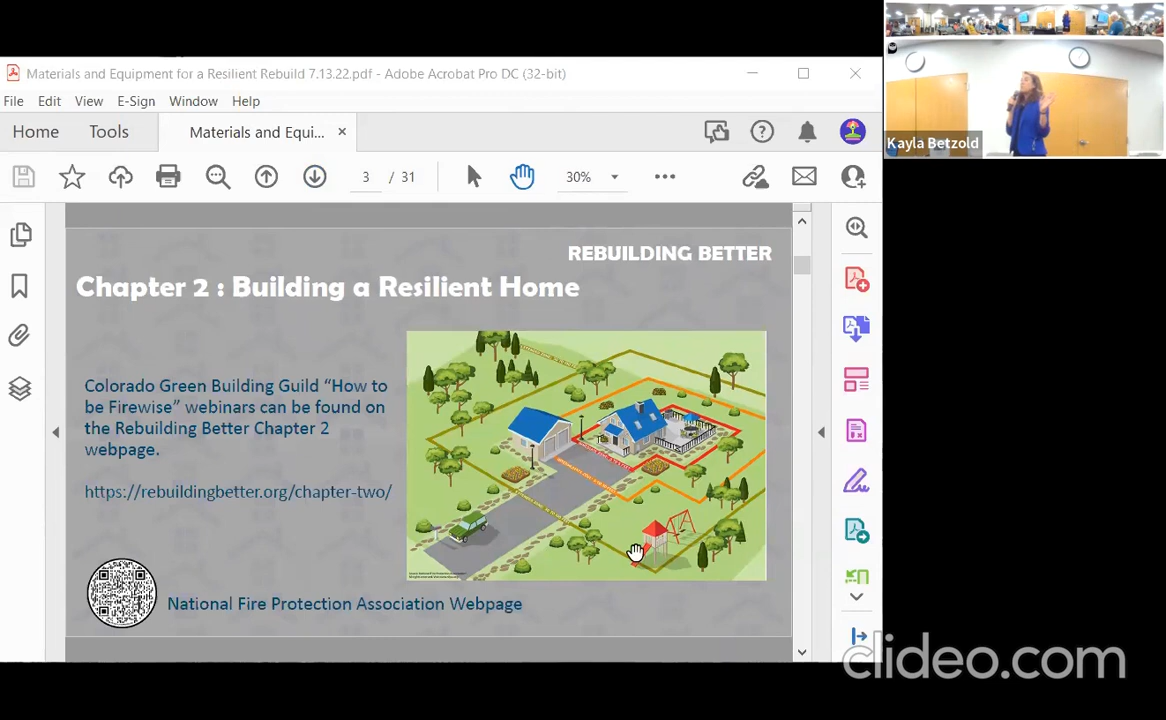 Materials and Equipment for a Resilient Rebuild 7.13.22.pdf - Adobe Acrobat Pro DC (32-bit)
File Edit View E-Sign Window Help
Home Tools Materials and Equi... ×
3 / 31 30%
REBUILDING BETTER
Chapter 2 : Building a Resilient Home
Colorado Green Building Guild “How to
be Firewise” webinars can be found on
the Rebuilding Better Chapter 2
webpage.
https://rebuildingbetter.org/chapter-two/
National Fire Protection Association Webpage
Kayla Betzold
clideo.com